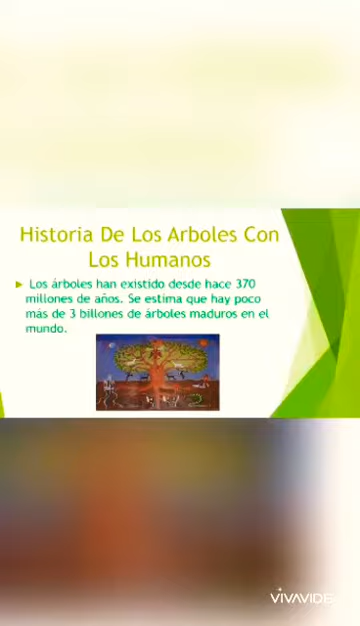 Historia De Los Arboles Con
Los Humanos
Los árboles han existido desde hace 370
millones de años. Se estima que hay poco
más de 3 billones de árboles maduros en el
mundo.
VIVAVIDEO